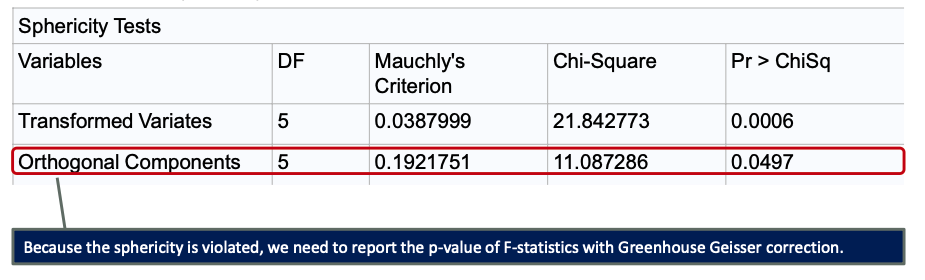 Sphericity Tests
Variables DF Mauchly's Criterion Chi-Square Pr > ChiSq
Transformed Variates 5 0.0387999 21.842773 0.0006
Orthogonal Components 5 0.1921751 11.087286 0.0497
Because the sphericity is violated, we need to report the p-value of F-statistics with Greenhouse Geisser correction.